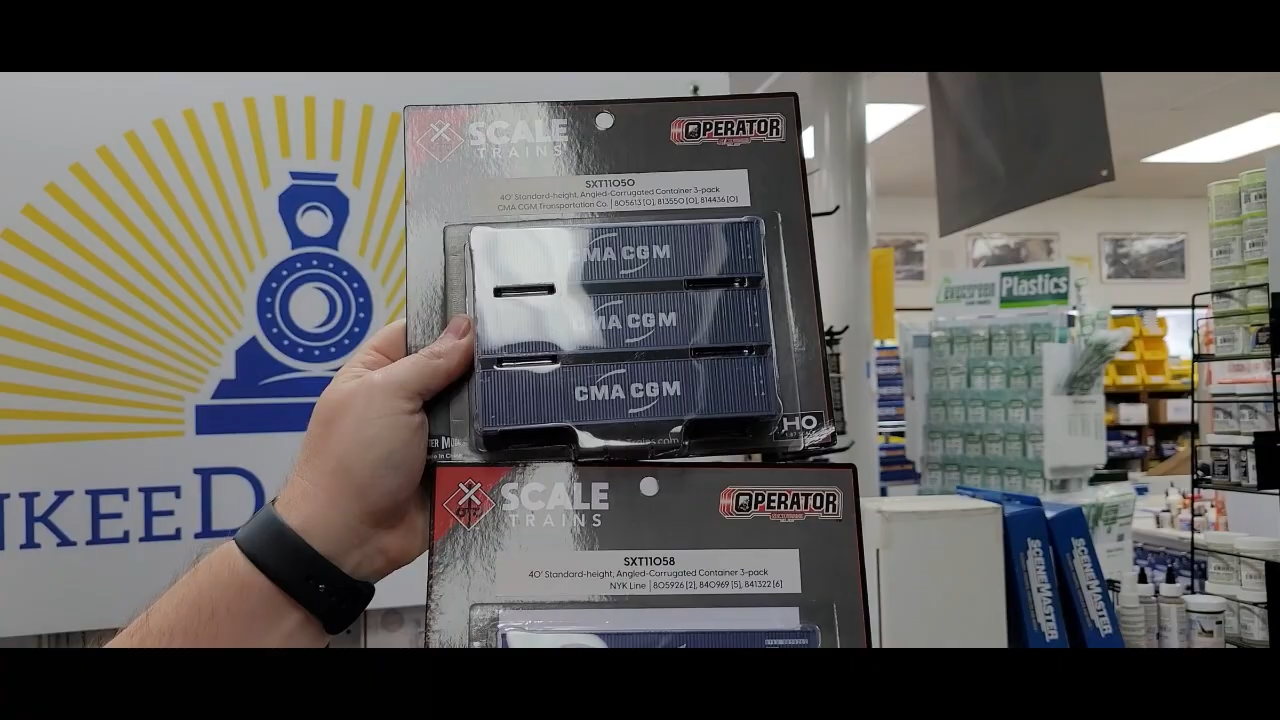 SCALE
TRAINS
OPERATOR
SXT11050
40' Standard-height, Angled-Corrugated Container 3-pack
CMA CGM Transportation Co. | 805613 [0], 813550 [0], 814436 [0]
CMA CGM
CMA CGM
CMA CGM
HO
NKEED
SCALE
TRAINS
OPERATOR
SXT11058
40' Standard-height, Angled-Corrugated Container 3-pack
NYK Line | 805926 [2], 840969 [5], 841322 [6]
Evergreen Plastics
SCENEMASTER
SCENEMASTER